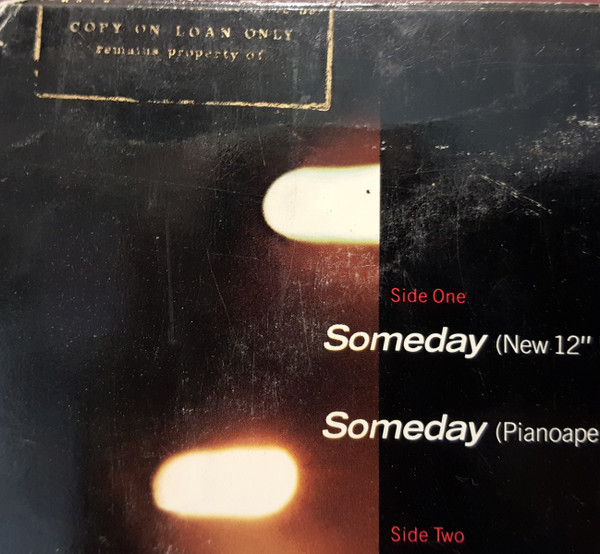 COPY ON LOAN ONLY
remains property of
Side One
Someday (New 12"
Someday (Pianoape
Side Two